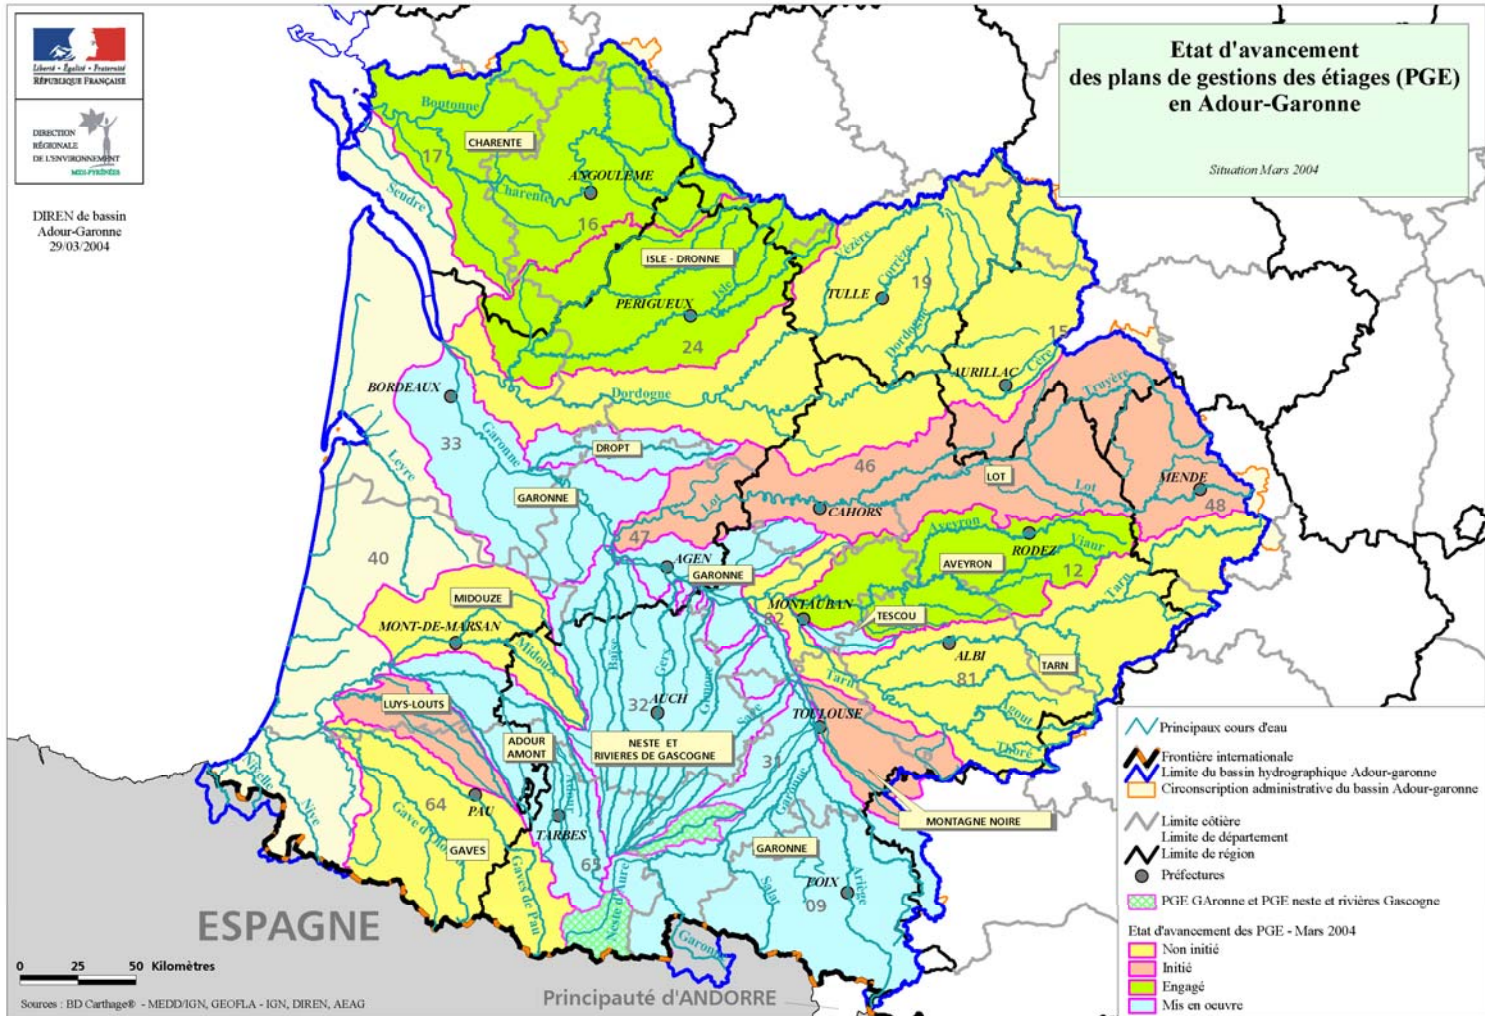 Liberté • Égalité • Fraternité
RÉPUBLIQUE FRANÇAISE
DIRECTION
RÉGIONALE
DE L'ENVIRONNEMENT
MIDI-PYRÉNÉES
DIREN de bassin
Adour-Garonne
29/03/2004
Etat d'avancement
des plans de gestions des étiages (PGE)
en Adour-Garonne
Situation Mars 2004
Boutonne
CHARENTE
17
ANGOULEME
Charente
Seudre
16
ISLE - DRONNE
Vézère
Corrèze
19
TULLE
PERIGUEUX
Isle
24
Dordogne
15
Cère
AURILLAC
Truyère
BORDEAUX
Dordogne
33
Garonne
DROPT
46
LOT
MENDE
Leyre
GARONNE
Lot
Lot
48
CAHORS
47
Aveyron
RODEZ
Viaur
40
AGEN
GARONNE
AVEYRON
12
Tarn
MIDOUZE
MONTAUBAN
TESCOU
82
MONT-DE-MARSAN
Midouze
Baïse
Gers
Gimone
ALBI
TARN
Tarn
81
LUYS-LOUTS
32
AUCH
Save
TOULOUSE
Agout
Thoré
ADOUR
AMONT
NESTE ET
RIVIERES DE GASCOGNE
31
Garonne
Nivelle
Nive
64
PAU
Adour
TARBES
MONTAGNE NOIRE
Gave d'Oloron
GAVES
Gaves de Pau
65
Neste d'Aure
GARONNE
Salat
FOIX
09
Ariège
Garonne
ESPAGNE
Principauté d'ANDORRE
0 25 50 Kilomètres
Sources : BD Carthage® - MEDD/IGN, GEOFLA - IGN, DIREN, AEAG
Principaux cours d'eau
Frontière internationale
Limite du bassin hydrographique Adour-garonne
Circonscription administrative du bassin Adour-garonne
Limite côtière
Limite de département
Limite de région
Préfectures
PGE GAronne et PGE neste et rivières Gascogne
Etat d'avancement des PGE - Mars 2004
Non initié
Initié
Engagé
Mis en oeuvre